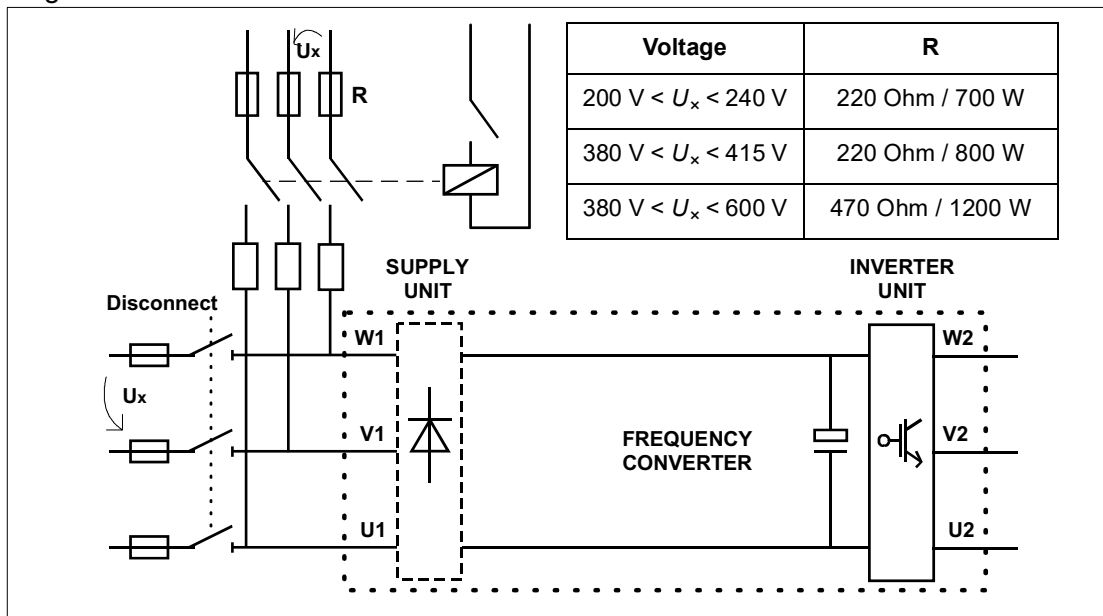 Ux
R
Voltage R
200 V < Ux < 240 V 220 Ohm / 700 W
380 V < Ux < 415 V 220 Ohm / 800 W
380 V < Ux < 600 V 470 Ohm / 1200 W
SUPPLY
UNIT
INVERTER
UNIT
Disconnect
W1
W2
Ux
V1
FREQUENCY
CONVERTER
V2
U1
U2